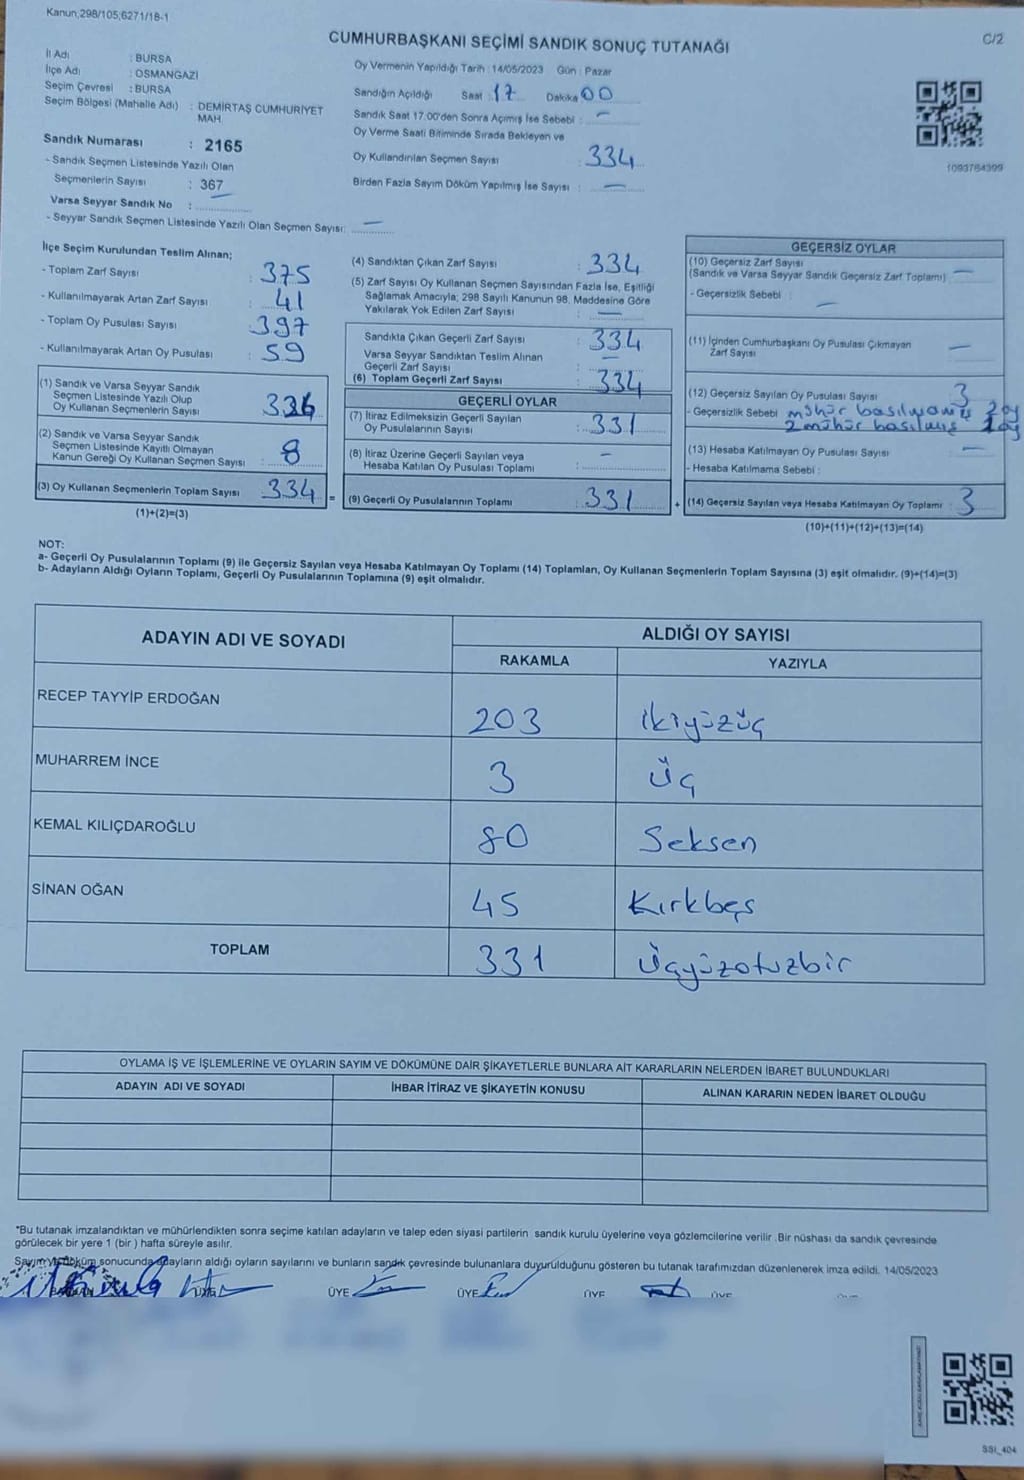 Kanun;298/105;6271/18-1
C/2
CUMHURBAŞKANI SEÇİMİ SANDIK SONUÇ TUTANAĞI
İl Adı : BURSA
İlçe Adı : OSMANGAZİ
Seçim Çevresi : BURSA
Seçim Bölgesi (Mahalle Adı) : DEMİRTAŞ CUMHURİYET
MAH.
Sandık Numarası : 2165
- Sandık Seçmen Listesinde Yazılı Olan
Seçmenlerin Sayısı : 367
Varsa Seyyar Sandık No :
- Seyyar Sandık Seçmen Listesinde Yazılı Olan Seçmen Sayısı: —
Oy Vermenin Yapıldığı Tarih :14/05/2023 Gün : Pazar
Sandığın Açıldığı Saat : 17 Dakika 00
Sandık Saat 17.00'den Sonra Açımış İse Sebebi : —
Oy Verme Saati Bitiminde Sırada Bekleyen ve
Oy Kullandırılan Seçmen Sayısı : 334
Birden Fazla Sayım Döküm Yapılmış İse Sayısı : —
1093764399
İlçe Seçim Kurulundan Teslim Alınan;
- Toplam Zarf Sayısı : 375
- Kullanılmayarak Artan Zarf Sayısı : 41
- Toplam Oy Pusulası Sayısı : 397
- Kullanılmayarak Artan Oy Pusulası : 59
(1) Sandık ve Varsa Seyyar Sandık
Seçmen Listesinde Yazılı Olup
Oy Kullanan Seçmenlerin Sayısı : 326
(2) Sandık ve Varsa Seyyar Sandık
Seçmen Listesinde Kayıtlı Olmayan
Kanun Gereği Oy Kullanan Seçmen Sayısı : 8
(3) Oy Kullanan Seçmenlerin Toplam Sayısı : 334 =
(1)+(2)=(3)
(4) Sandıktan Çıkan Zarf Sayısı : 334
(5) Zarf Sayısı Oy Kullanan Seçmen Sayısından Fazla İse, Eşitliği
Sağlamak Amacıyla; 298 Sayılı Kanunun 98. Maddesine Göre
Yakılarak Yok Edilen Zarf Sayısı : —
Sandıkta Çıkan Geçerli Zarf Sayısı : 334
Varsa Seyyar Sandıktan Teslim Alınan
Geçerli Zarf Sayısı : —
(6) Toplam Geçerli Zarf Sayısı : 334
GEÇERLİ OYLAR
(7) İtiraz Edilmeksizin Geçerli Sayılan
Oy Pusulalarının Sayısı : 331
(8) İtiraz Üzerine Geçerli Sayılan veya
Hesaba Katılan Oy Pusulası Toplamı : —
(9) Geçerli Oy Pusulalarının Toplamı : 331 +
GEÇERSİZ OYLAR
(10) Geçersiz Zarf Sayısı
(Sandık ve Varsa Seyyar Sandık Geçersiz Zarf Toplamı) : —
- Geçersizlik Sebebi : —
(11) İçinden Cumhurbaşkanı Oy Pusulası Çıkmayan
Zarf Sayısı : —
(12) Geçersiz Sayılan Oy Pusulası Sayısı : 3
- Geçersizlik Sebebi mühür basılmamış 2 oy
2 mühür basılmış 1 oy
(13) Hesaba Katılmayan Oy Pusulası Sayısı : —
- Hesaba Katılmama Sebebi :
(14) Geçersiz Sayılan veya Hesaba Katılmayan Oy Toplamı : 3
(10)+(11)+(12)+(13)=(14)
NOT:
a- Geçerli Oy Pusulalarının Toplamı (9) ile Geçersiz Sayılan veya Hesaba Katılmayan Oy Toplamı (14) Toplamları, Oy Kullanan Seçmenlerin Toplam Sayısına (3) eşit olmalıdır. (9)+(14)=(3)
b- Adayların Aldığı Oyların Toplamı, Geçerli Oy Pusulalarının Toplamına (9) eşit olmalıdır.
ADAYIN ADI VE SOYADI ALDIĞI OY SAYISI
RAKAMLA YAZIYLA
RECEP TAYYİP ERDOĞAN 203 ikiyüzüç
MUHARREM İNCE 3 üç
KEMAL KILIÇDAROĞLU 80 Seksen
SİNAN OĞAN 45 Kırkbeş
TOPLAM 331 üçyüzotuzbir
OYLAMA İŞ VE İŞLEMLERİNE VE OYLARIN SAYIM VE DÖKÜMÜNE DAİR ŞİKAYETLERLE BUNLARA AİT KARARLARIN NELERDEN İBARET BULUNDUKLARI
ADAYIN ADI VE SOYADI İHBAR İTİRAZ VE ŞİKAYETİN KONUSU ALINAN KARARIN NEDEN İBARET OLDUĞU
"Bu tutanak imzalandıktan ve mühürlendikten sonra seçime katılan adayların ve talep eden siyasi partilerin sandık kurulu üyelerine veya gözlemcilerine verilir .Bir nüshası da sandık çevresinde
görülecek bir yere 1 (bir ) hafta süreyle asılır.
Sayım ve döküm sonucunda adayların aldığı oyların sayılarını ve bunların sandık çevresinde bulunanlara duyurulduğunu gösteren bu tutanak tarafımızdan düzenlenerek imza edildi. 14/05/2023
ÜYE ÜYE ÜYE ÜYE
SSI_404